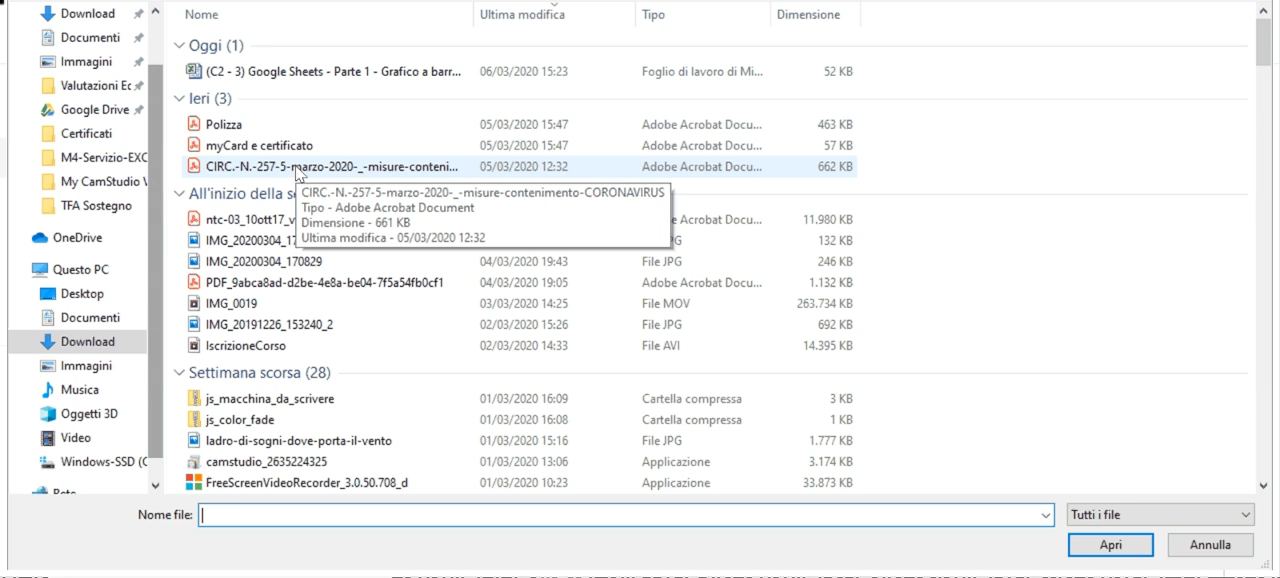 Download
Documenti
Immagini
Valutazioni Ec
Google Drive
Certificati
M4-Servizio-EXC
My CamStudio V
TFA Sostegno
OneDrive
Questo PC
Desktop
Documenti
Download
Immagini
Musica
Oggetti 3D
Video
Windows-SSD (C
Rete
Nome Ultima modifica Tipo Dimensione
Oggi (1)
(C2 - 3) Google Sheets - Parte 1 - Grafico a barr... 06/03/2020 15:23 Foglio di lavoro di Mi... 52 KB
Ieri (3)
Polizza 05/03/2020 15:47 Adobe Acrobat Docu... 463 KB
myCard e certificato 05/03/2020 15:47 Adobe Acrobat Docu... 57 KB
CIRC.-N.-257-5-marzo-2020-_-misure-conteni... 05/03/2020 12:32 Adobe Acrobat Docu... 662 KB
CIRC.-N.-257-5-marzo-2020-_-misure-contenimento-CORONAVIRUS
Tipo - Adobe Acrobat Document
Dimensione - 661 KB
Ultima modifica - 05/03/2020 12:32
All'inizio della s
ntc-03_10ott17_v e Acrobat Docu... 11.980 KB
IMG_20200304_17 PG 132 KB
IMG_20200304_170829 04/03/2020 19:43 File JPG 246 KB
PDF_9abca8ad-d2be-4e8a-be04-7f5a54fb0cf1 04/03/2020 19:05 Adobe Acrobat Docu... 1.132 KB
IMG_0019 03/03/2020 14:25 File MOV 263.734 KB
IMG_20191226_153240_2 02/03/2020 15:26 File JPG 692 KB
IscrizioneCorso 02/03/2020 14:33 File AVI 14.395 KB
Settimana scorsa (28)
js_macchina_da_scrivere 01/03/2020 16:09 Cartella compressa 3 KB
js_color_fade 01/03/2020 16:08 Cartella compressa 1 KB
ladro-di-sogni-dove-porta-il-vento 01/03/2020 15:16 File JPG 1.777 KB
camstudio_2635224325 01/03/2020 13:06 Applicazione 3.174 KB
FreeScreenVideoRecorder_3.0.50.708_d 01/03/2020 10:23 Applicazione 33.873 KB
Nome file:
Tutti i file
Apri Annulla